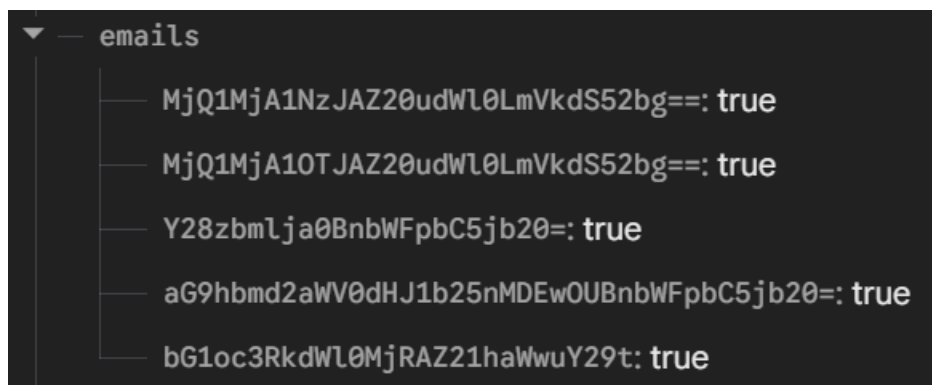 emails
MjQ1MjA1NzJAZ20udWl0LmVkdS52bg==: true
MjQ1MjA1OTJAZ20udWl0LmVkdS52bg==: true
Y28zbmlja0BnbWFpbC5jb20=: true
aG9hbmd2aWV0dHJ1b25nMDEwOUBnbWFpbC5jb20=: true
bG1oc3RkdWl0MjRAZ21haWwuY29t: true